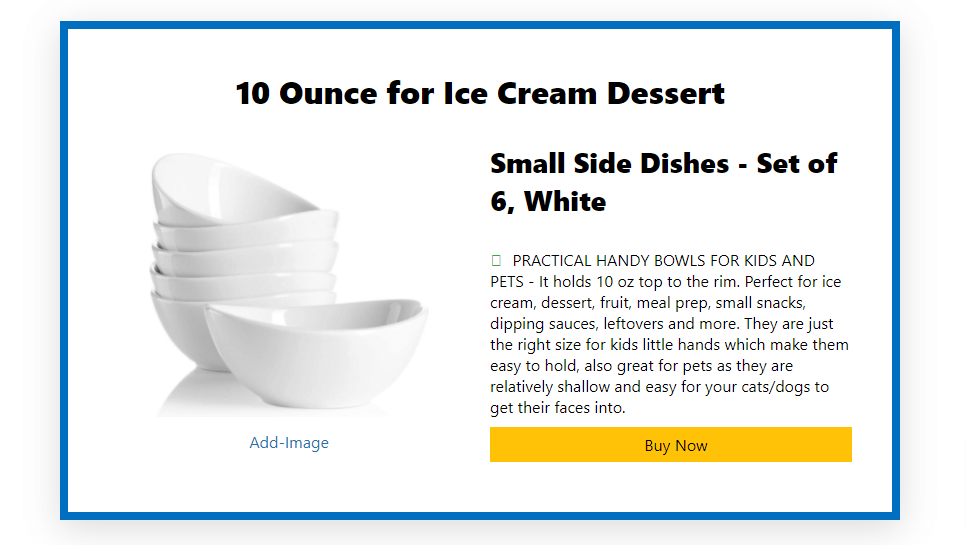 10 Ounce for Ice Cream Dessert
Small Side Dishes - Set of
6, White
PRACTICAL HANDY BOWLS FOR KIDS AND
PETS - It holds 10 oz top to the rim. Perfect for ice
cream, dessert, fruit, meal prep, small snacks,
dipping sauces, leftovers and more. They are just
the right size for kids little hands which make them
easy to hold, also great for pets as they are
relatively shallow and easy for your cats/dogs to
get their faces into.
Add-Image
Buy Now